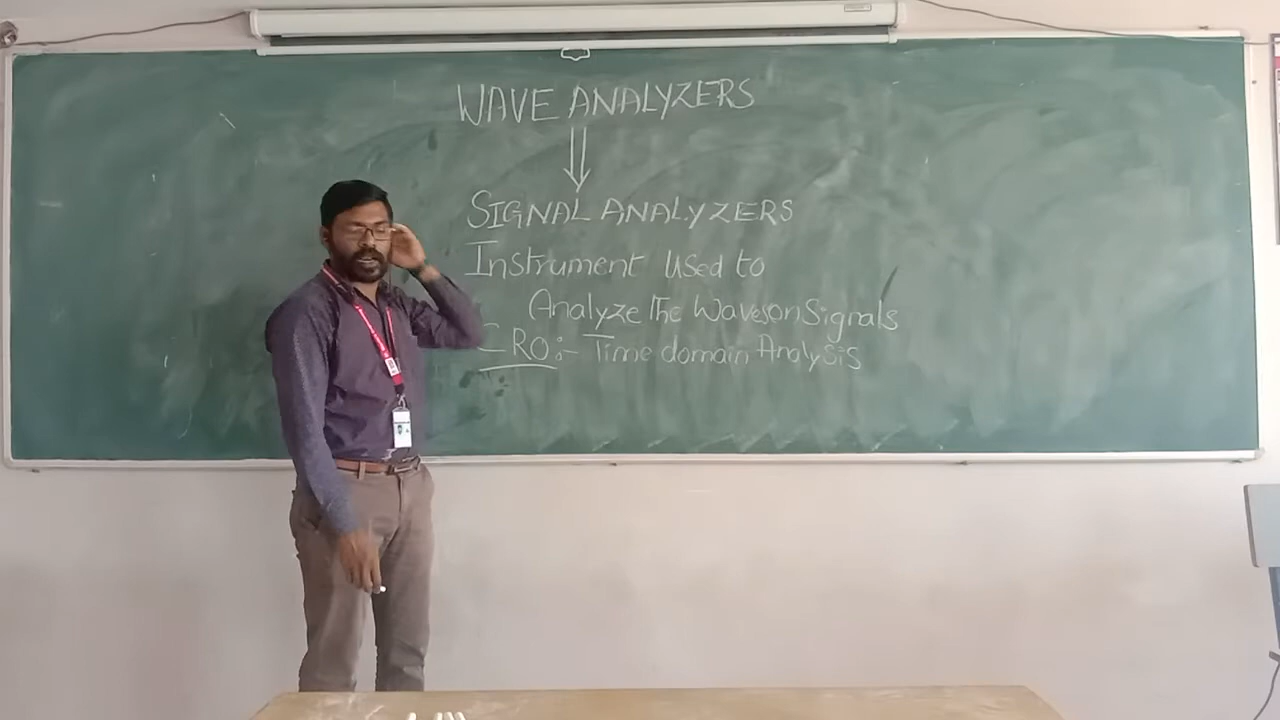 WAVE ANALYZERS
SIGNAL ANALYZERS
Instrument Used to
Analyze The Waves on Signals
CRO:- Time domain Analysis